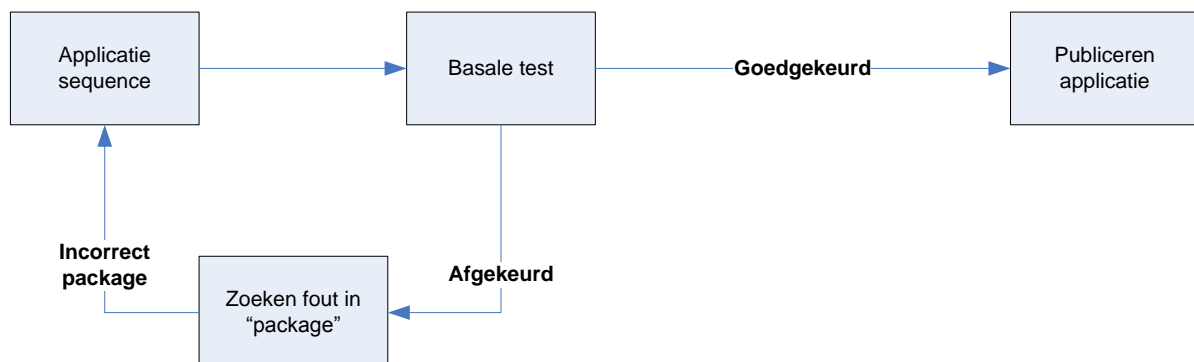 Applicatie
sequence
Basale test
Goedgekeurd
Publiceren
applicatie
Incorrect
package
Afgekeurd
Zoeken fout in
“package”